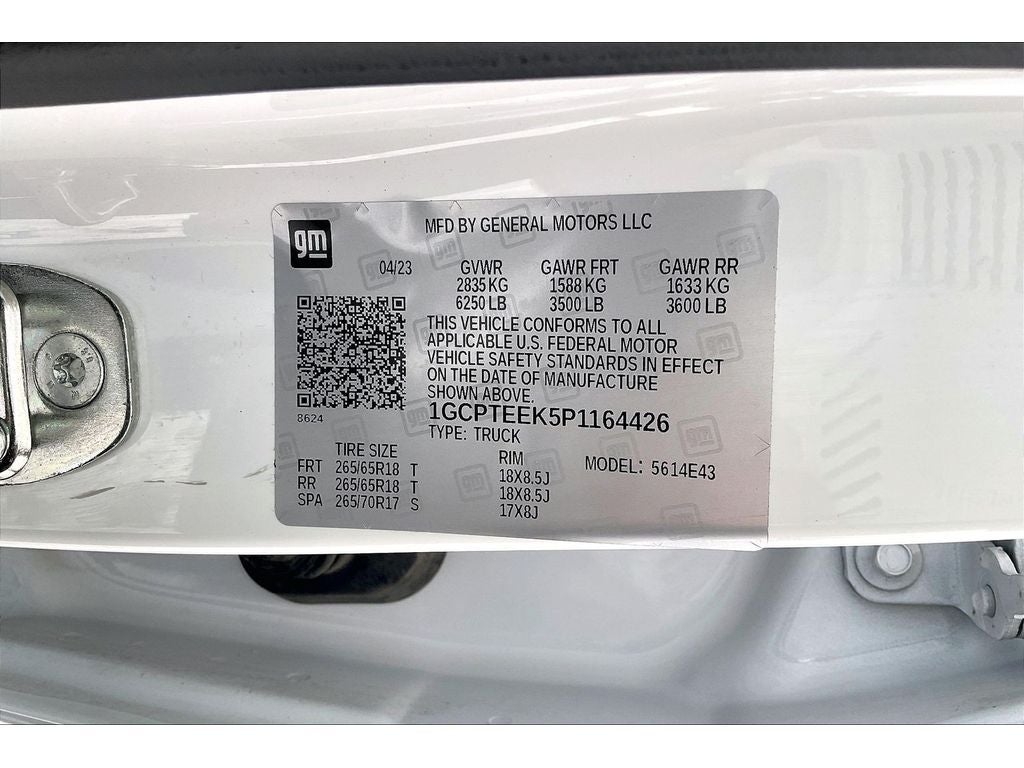 gm
MFD BY GENERAL MOTORS LLC
04/23 GVWR GAWR FRT GAWR RR
2835 KG 1588 KG 1633 KG
6250 LB 3500 LB 3600 LB
THIS VEHICLE CONFORMS TO ALL
APPLICABLE U.S. FEDERAL MOTOR
VEHICLE SAFETY STANDARDS IN EFFECT
ON THE DATE OF MANUFACTURE
SHOWN ABOVE.
8624
1GCPTEEK5P1164426
TYPE: TRUCK
TIRE SIZE RIM MODEL: 5614E43
FRT 265/65R18 T 18X8.5J
RR 265/65R18 T 18X8.5J
SPA 265/70R17 S 17X8J